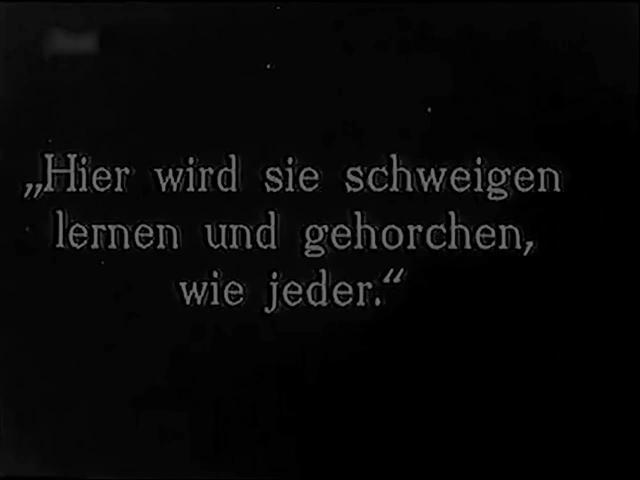 „Hier wird sie schweigen
lernen und gehorchen,
wie jeder.“